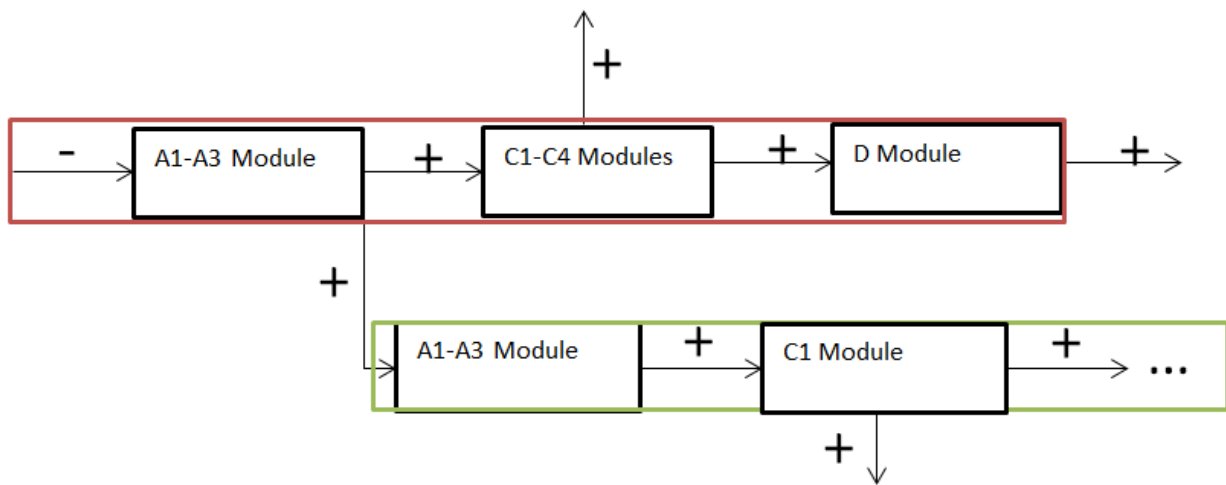 +
- A1-A3 Module + C1-C4 Modules + D Module +
+
A1-A3 Module + C1 Module + ...
+